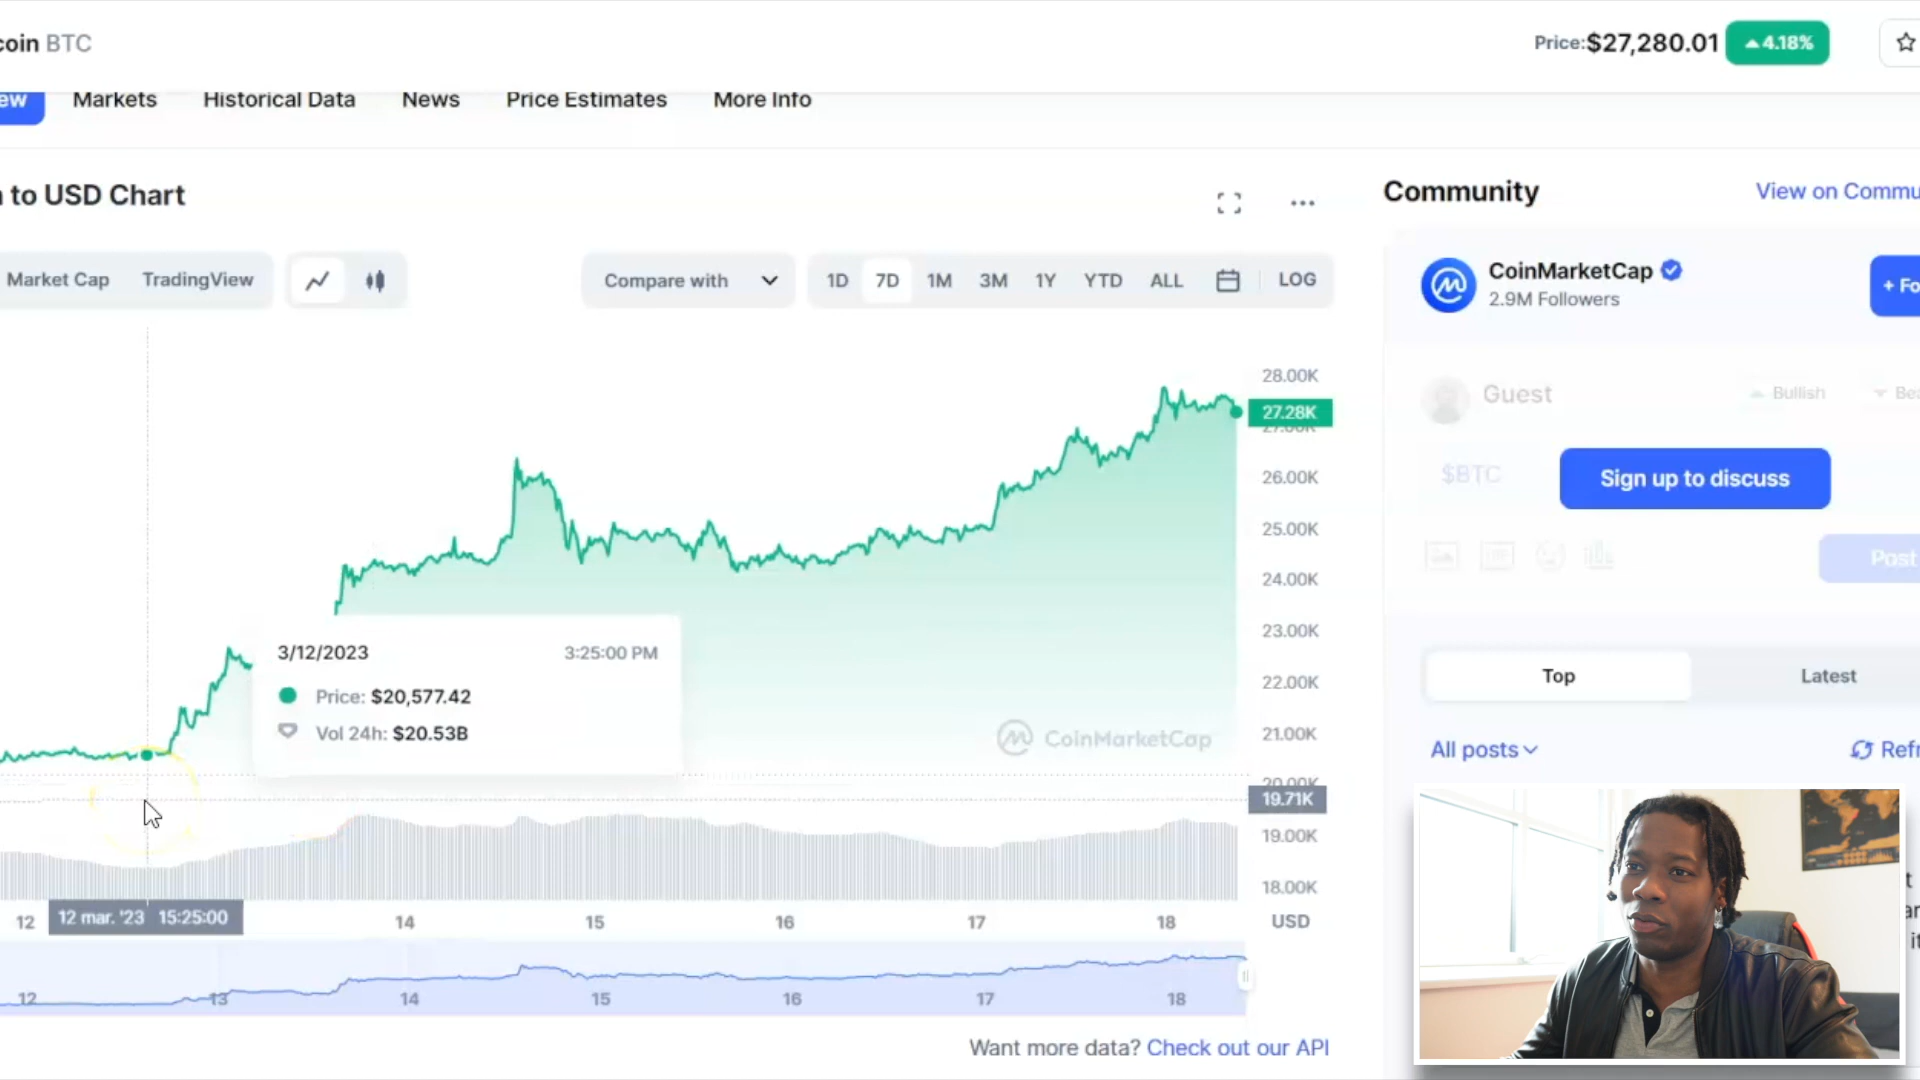 coin BTC
Price:$27,280.01
4.18%
ew
Markets
Historical Data
News
Price Estimates
More Info
n to USD Chart
Market Cap
TradingView
Compare with
1D
7D
1M
3M
1Y
YTD
ALL
LOG
28.00K
27.28K
26.00K
25.00K
24.00K
23.00K
22.00K
21.00K
20.00K
19.71K
19.00K
18.00K
3/12/2023
3:25:00 PM
Price: $20,577.42
Vol 24h: $20.53B
CoinMarketCap
12
12 mar. '23 15:25:00
14
15
16
17
18
USD
12
13
14
15
16
17
18
Want more data? Check out our API
Community
View on Commu
CoinMarketCap
2.9M Followers
+ Fo
Guest
Bullish
Bea
$BTC
Sign up to discuss
Post
Top
Latest
All posts
Refr